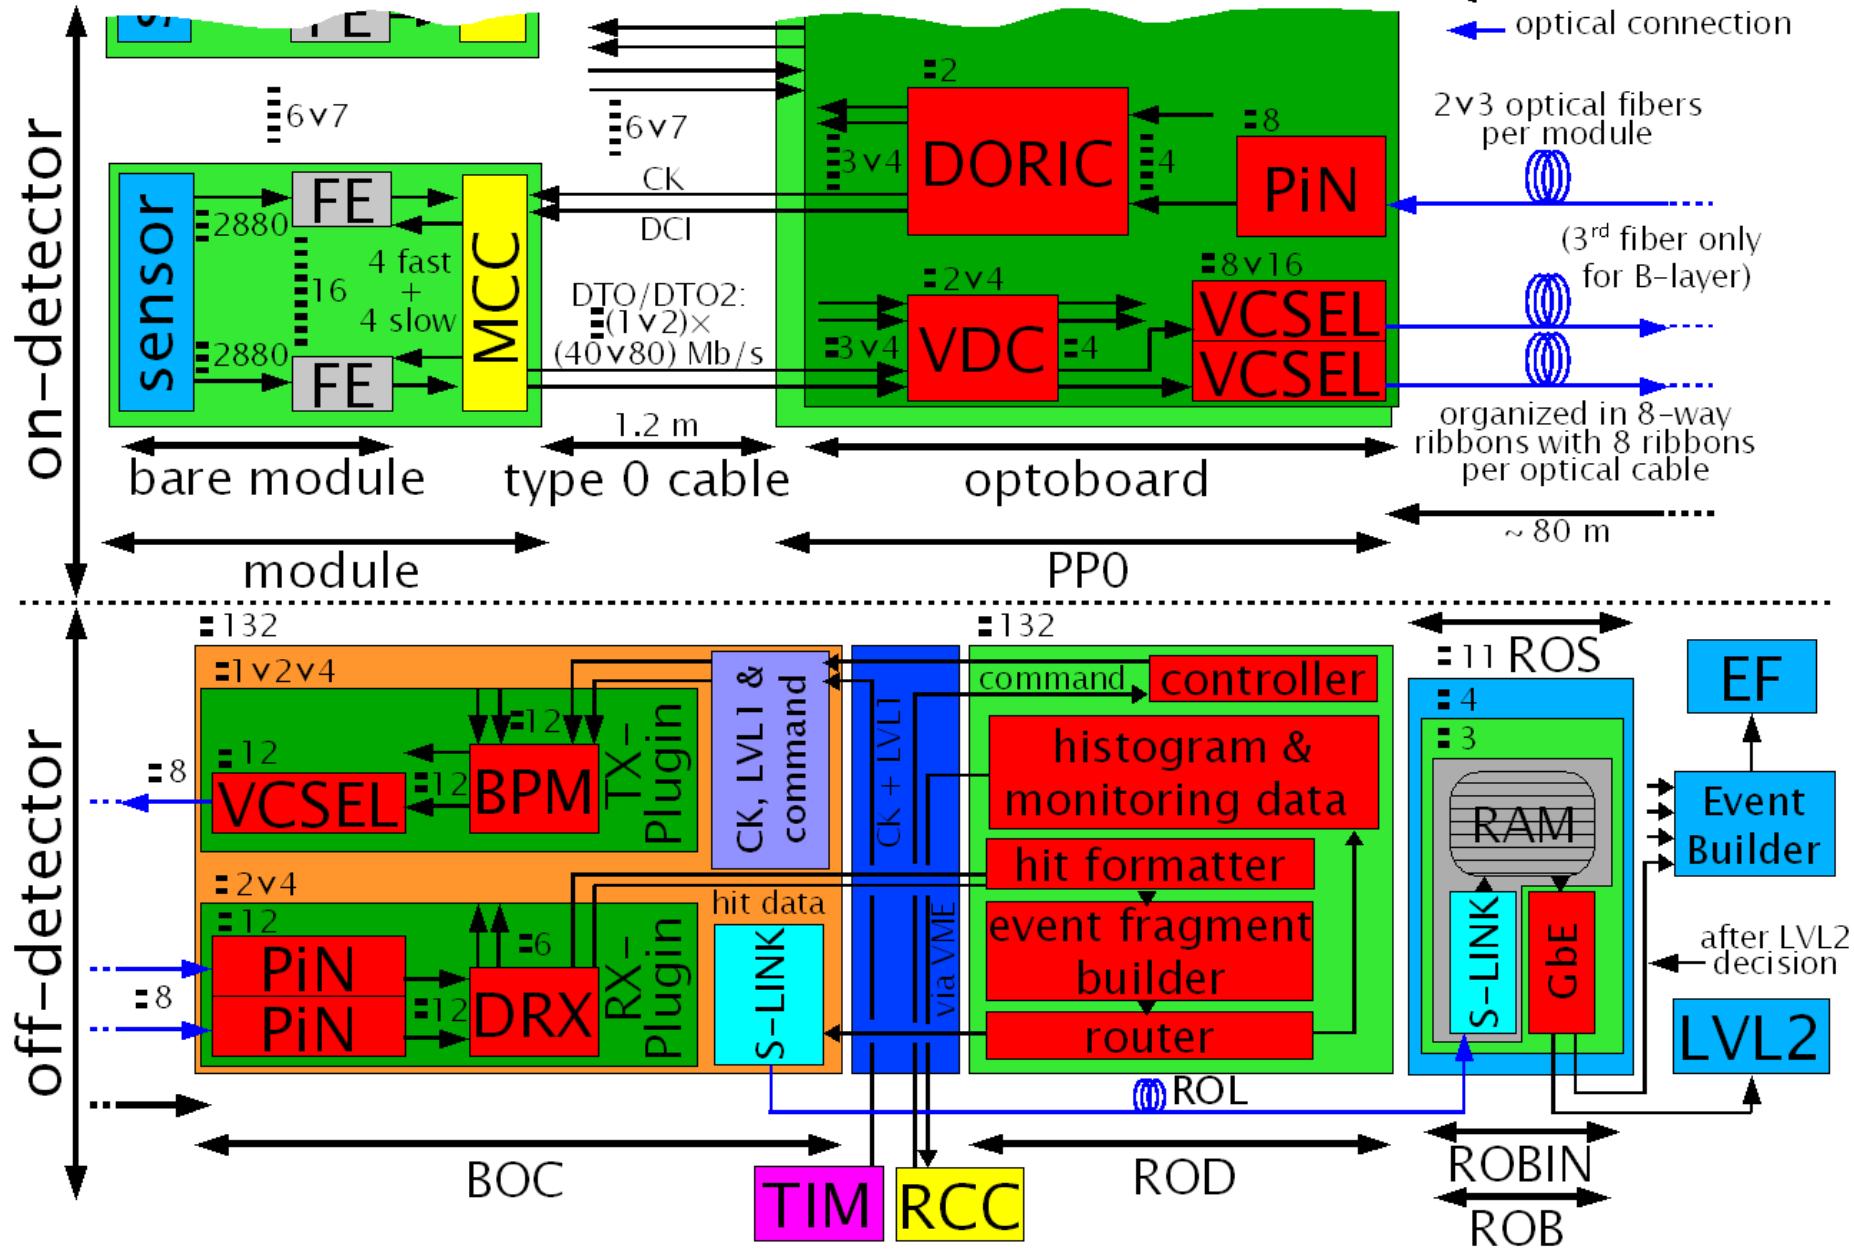 optical connection
FE
on-detector
6∨7
6∨7
2
DORIC
3∨4
4
8
PiN
2∨3 optical fibers
per module
(3rd fiber only
for B-layer)
sensor
FE
2880
16
4 fast
+
4 slow
2880
FE
MCC
CK
DCI
DTO/DTO2:
(1∨2)×
(40∨80) Mb/s
2∨4
VDC
3∨4
4
8∨16
VCSEL
VCSEL
organized in 8-way
ribbons with 8 ribbons
per optical cable
~ 80 m
bare module
1.2 m
type 0 cable
optoboard
module
PP0
off-detector
132
1∨2∨4
12
VCSEL
8
12
12
BPM
TX-
Plugin
CK, LVL1 &
command
2∨4
12
PiN
PiN
8
12
6
DRX
RX-
Plugin
hit data
S-LINK
CK + LVL1
via VME
132
command
controller
histogram &
monitoring data
hit formatter
event fragment
builder
router
ROS
11
4
3
RAM
S-LINK
GbE
EF
Event
Builder
after LVL2
decision
LVL2
ROL
BOC
ROD
ROBIN
ROB
TIM
RCC